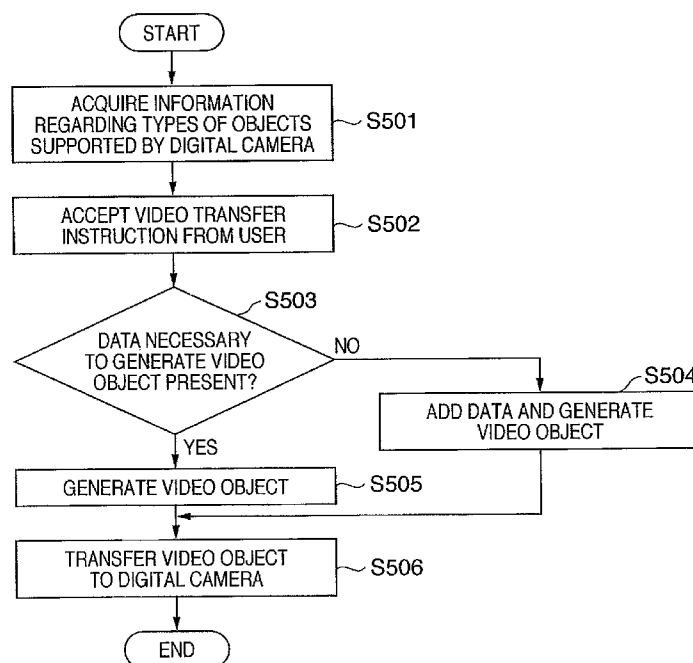 START
ACQUIRE INFORMATION
REGARDING TYPES OF OBJECTS
SUPPORTED BY DIGITAL CAMERA
S501
ACCEPT VIDEO TRANSFER
INSTRUCTION FROM USER
S502
S503
DATA NECESSARY
TO GENERATE VIDEO
OBJECT PRESENT?
NO
S504
ADD DATA AND GENERATE
VIDEO OBJECT
YES
GENERATE VIDEO OBJECT
S505
TRANSFER VIDEO OBJECT
TO DIGITAL CAMERA
S506
END